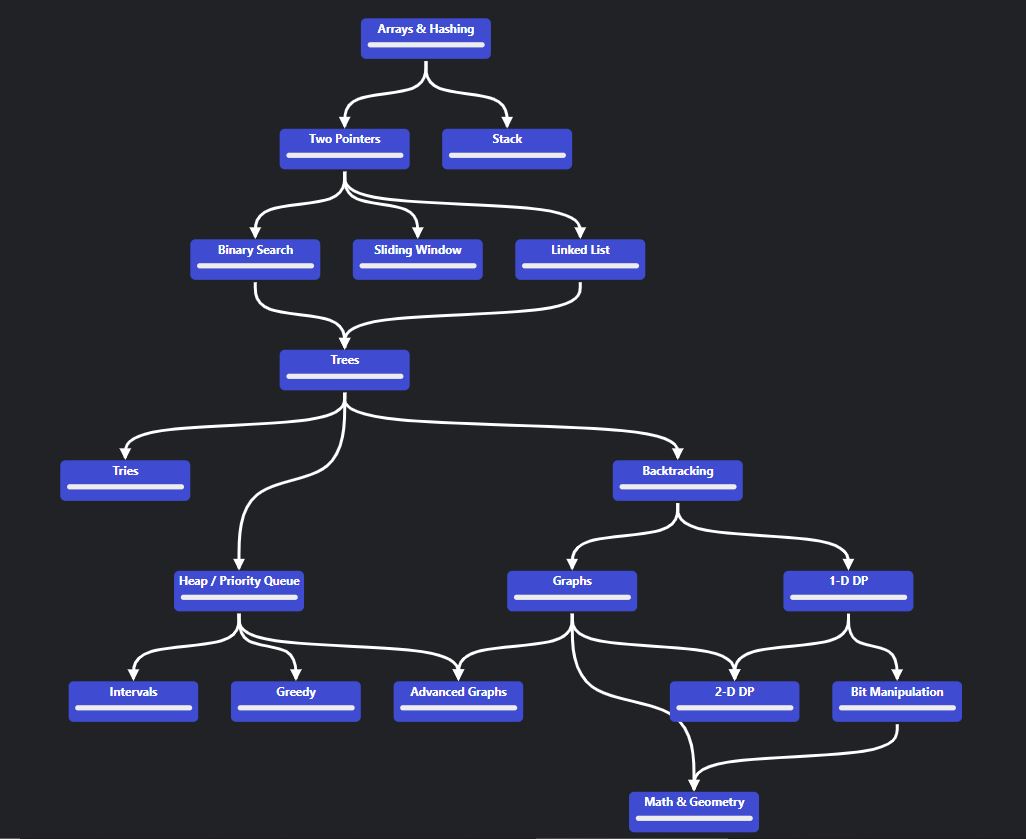 Arrays & Hashing
Two Pointers
Stack
Binary Search
Sliding Window
Linked List
Trees
Tries
Backtracking
Heap / Priority Queue
Graphs
1-D DP
Intervals
Greedy
Advanced Graphs
2-D DP
Bit Manipulation
Math & Geometry